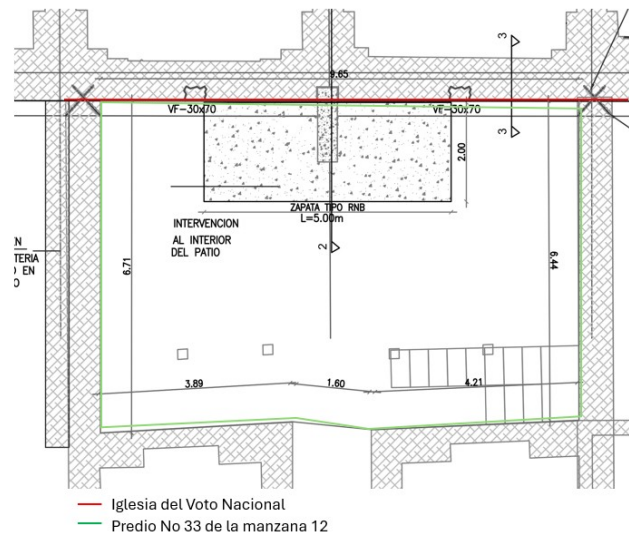 9.65
3
VF-30x70
VF-30x70
3
2.00
ZAPATA TIPO RNB
L=5.00m
INTERVENCION
AL INTERIOR
DEL PATIO
2
EN
TERIA
O EN
O
6.71
6.44
3.89
1.60
4.21
Iglesia del Voto Nacional
Predio No 33 de la manzana 12